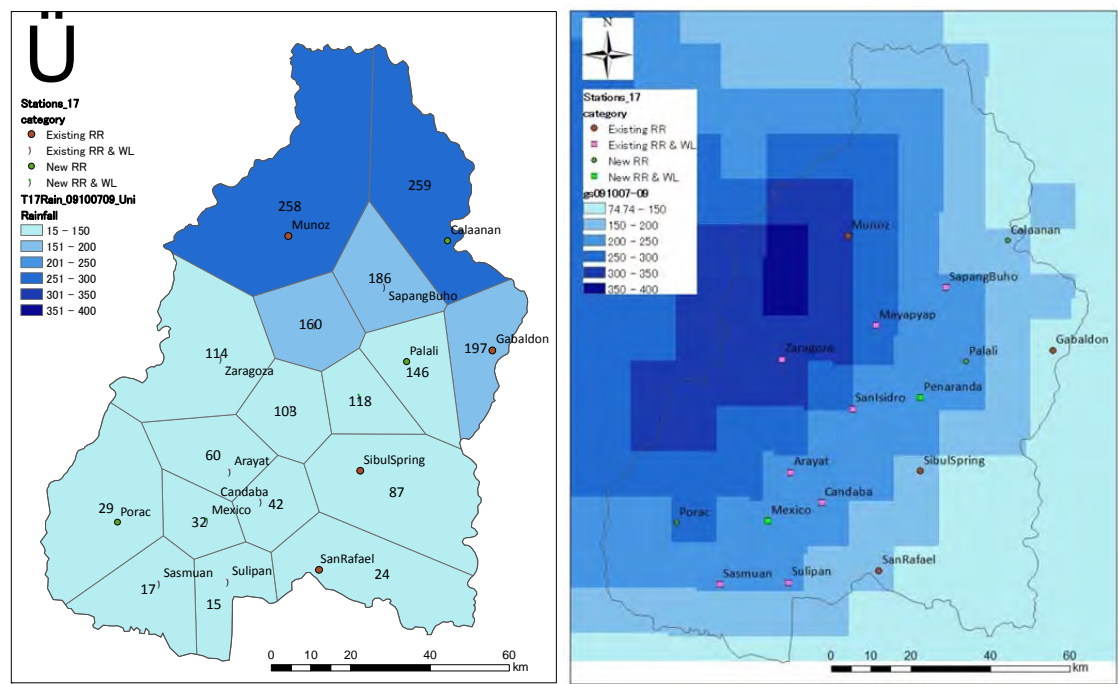 Ü
Stations_17
category
Existing RR
Existing RR & WL
New RR
New RR & WL
T17Rain_09100709_Uni
Rainfall
15 - 150
151 - 200
201 - 250
251 - 300
301 - 350
351 - 400
259
258
Munoz
Calaanan
186
SapangBuho
160
197
Gabaldon
114
Zaragoza
Palali
146
118
103
60
Arayat
SibulSpring
87
Candaba
42
Mexico
32
29
Porac
SanRafael
24
Sasmuan
17
Sulipan
15
0 10 20 40 60
km
N
Stations_17
category
Existing RR
Existing RR & WL
New RR
New RR & WL
gs091007-09
74.74 - 150
150 - 200
200 - 250
250 - 300
300 - 350
350 - 400
Munoz
Calaanan
SapangBuho
Mayapyap
Zaragoza
Palali
Gabaldon
Penaranda
SanIsidro
Arayat
SibulSpring
Candaba
Mexico
Porac
SanRafael
Sasmuan
Sulipan
0 10 20 40 60
km